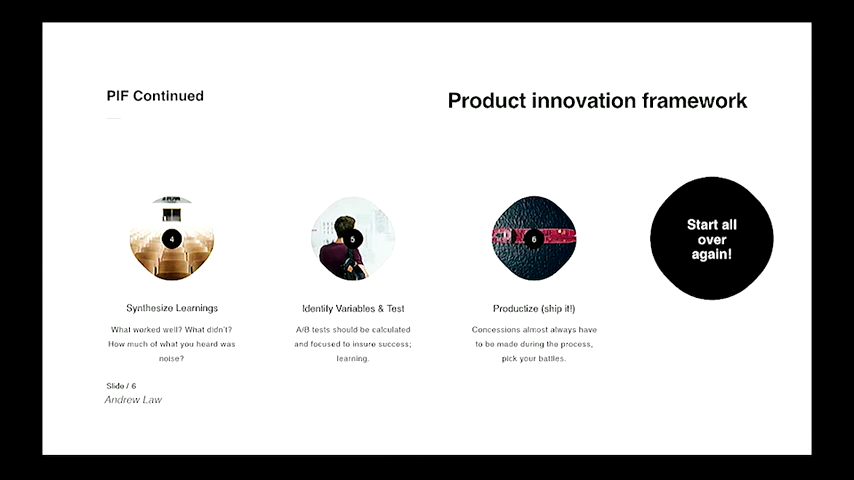 PIF Continued
Product innovation framework
4
Synthesize Learnings
What worked well? What didn't?
How much of what you heard was
noise?
5
Identify Variables & Test
A/B tests should be calculated
and focused to insure success;
learning.
6
Productize (ship it!)
Concessions almost always have
to be made during the process,
pick your battles.
Start all
over
again!
Slide / 6
Andrew Law